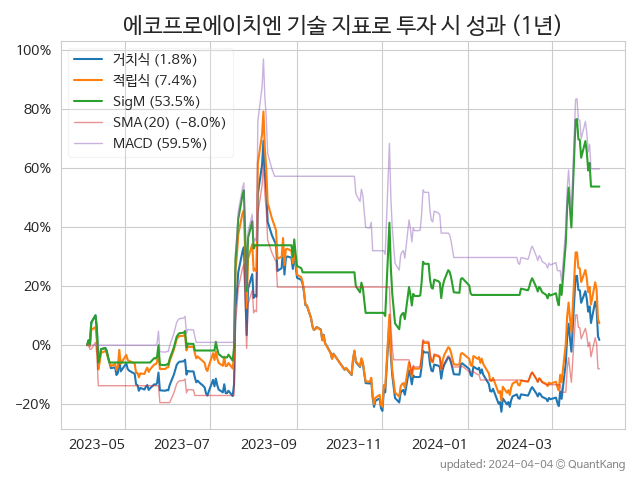 에코프로에이치엔 기술 지표로 투자 시 성과 (1년)
거치식 (1.8%)
적립식 (7.4%)
SigM (53.5%)
SMA(20) (−8.0%)
MACD (59.5%)
100%
80%
60%
40%
20%
0%
−20%
2023-05 2023-07 2023-09 2023-11 2024-01 2024-03
updated: 2024-04-04 ⓒ QuantKang